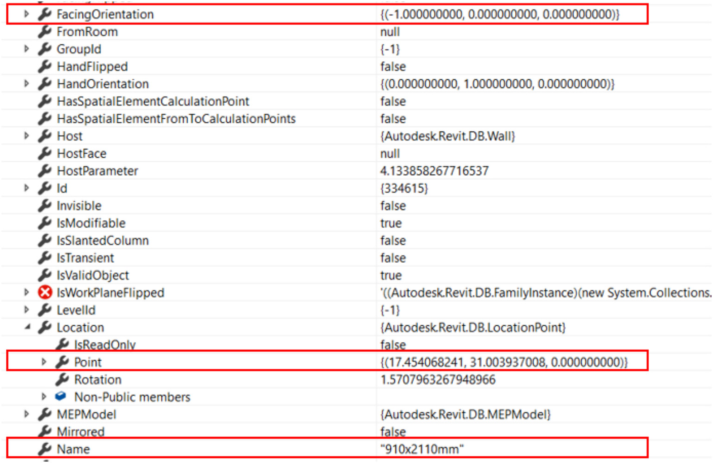 FacingOrientation {(-1.000000000, 0.000000000, 0.000000000)}
FromRoom null
GroupId {-1}
HandFlipped false
HandOrientation {(0.000000000, 1.000000000, 0.000000000)}
HasSpatialElementCalculationPoint false
HasSpatialElementFromToCalculationPoints false
Host {Autodesk.Revit.DB.Wall}
HostFace null
HostParameter 4.133858267716537
Id {334615}
Invisible false
IsModifiable true
IsSlantedColumn false
IsTransient false
IsValidObject true
IsWorkPlaneFlipped '((Autodesk.Revit.DB.FamilyInstance)(new System.Collections.
LevelId {-1}
Location {Autodesk.Revit.DB.LocationPoint}
IsReadOnly false
Point {(17.454068241, 31.003937008, 0.000000000)}
Rotation 1.5707963267948966
Non-Public members
MEPModel {Autodesk.Revit.DB.MEPModel}
Mirrored false
Name "910x2110mm"